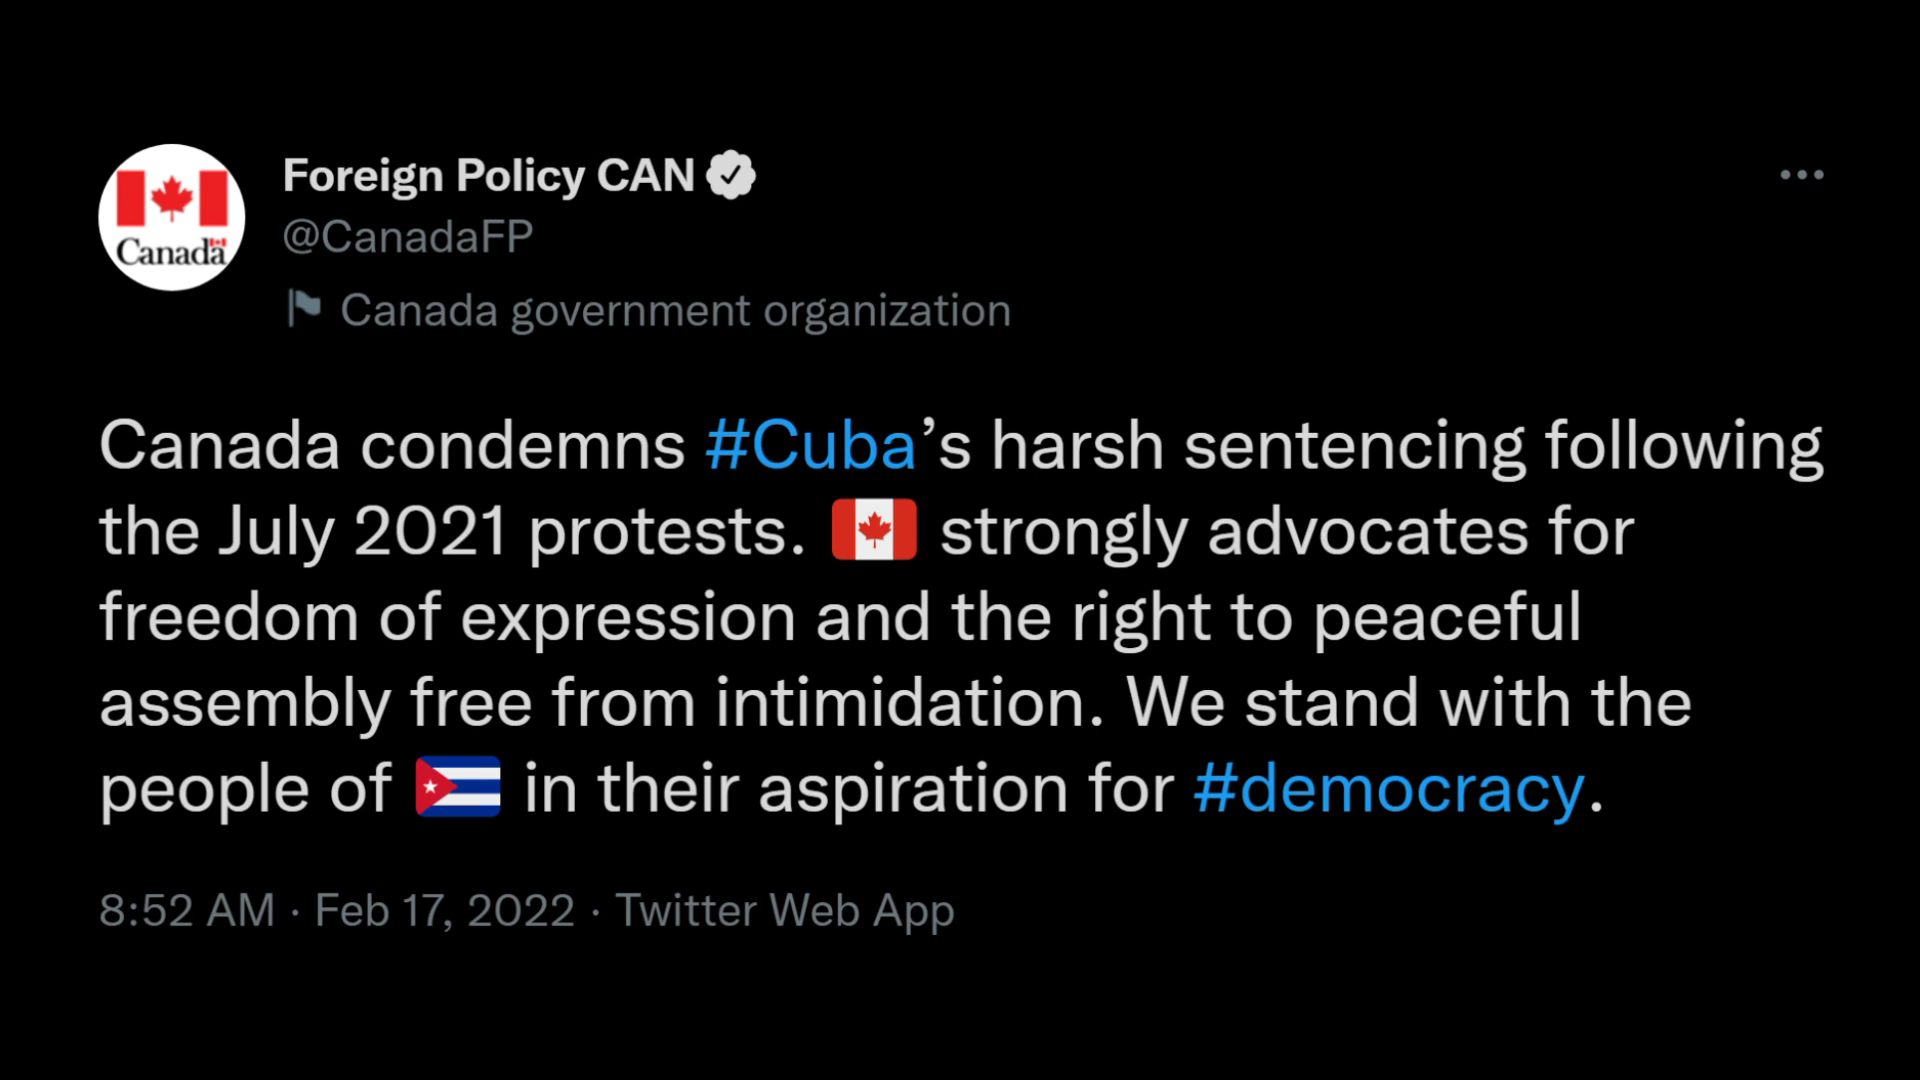 Canada
Foreign Policy CAN
@CanadaFP
Canada government organization
Canada condemns #Cuba’s harsh sentencing following
the July 2021 protests. 🇨🇦 strongly advocates for
freedom of expression and the right to peaceful
assembly free from intimidation. We stand with the
people of 🇨🇺 in their aspiration for #democracy.
8:52 AM · Feb 17, 2022 · Twitter Web App